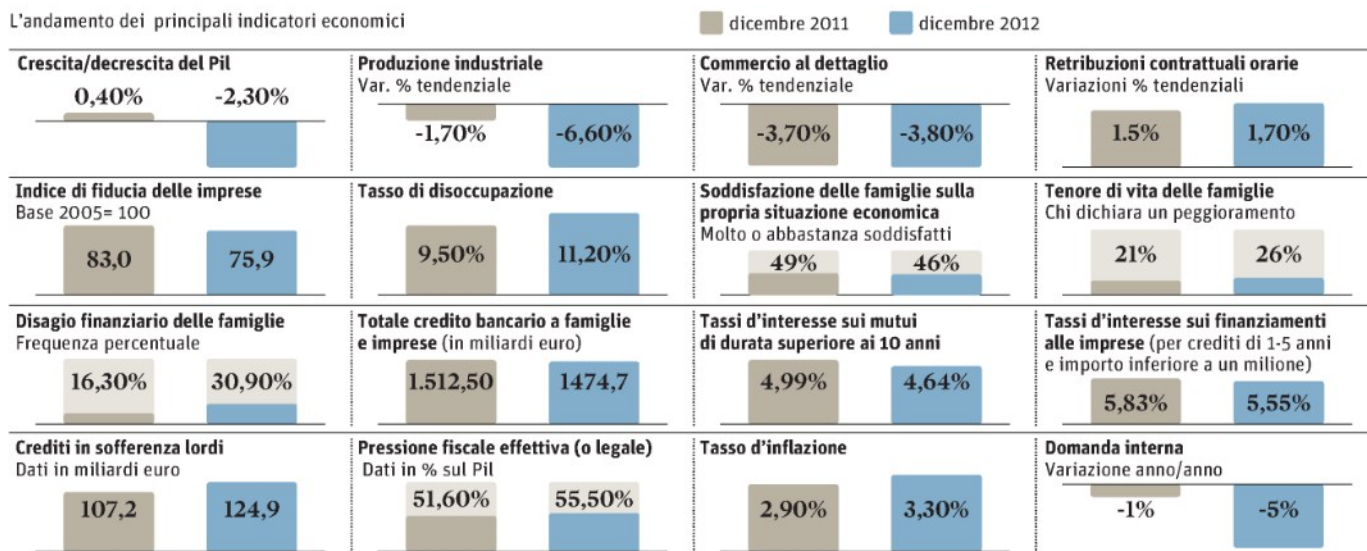 L'andamento dei principali indicatori economici
dicembre 2011
dicembre 2012
Crescita/decrescita del Pil
0,40%
-2,30%
Produzione industriale
Var. % tendenziale
-1,70%
-6,60%
Commercio al dettaglio
Var. % tendenziale
-3,70%
-3,80%
Retribuzioni contrattuali orarie
Variazioni % tendenziali
1.5%
1,70%
Indice di fiducia delle imprese
Base 2005= 100
83,0
75,9
Tasso di disoccupazione
9,50%
11,20%
Soddisfazione delle famiglie sulla
propria situazione economica
Molto o abbastanza soddisfatti
49%
46%
Tenore di vita delle famiglie
Chi dichiara un peggioramento
21%
26%
Disagio finanziario delle famiglie
Frequenza percentuale
16,30%
30,90%
Totale credito bancario a famiglie
e imprese (in miliardi euro)
1.512,50
1474,7
Tassi d'interesse sui mutui
di durata superiore ai 10 anni
4,99%
4,64%
Tassi d'interesse sui finanziamenti
alle imprese (per crediti di 1-5 anni
e importo inferiore a un milione)
5,83%
5,55%
Crediti in sofferenza lordi
Dati in miliardi euro
107,2
124,9
Pressione fiscale effettiva (o legale)
Dati in % sul Pil
51,60%
55,50%
Tasso d'inflazione
2,90%
3,30%
Domanda interna
Variazione anno/anno
-1%
-5%